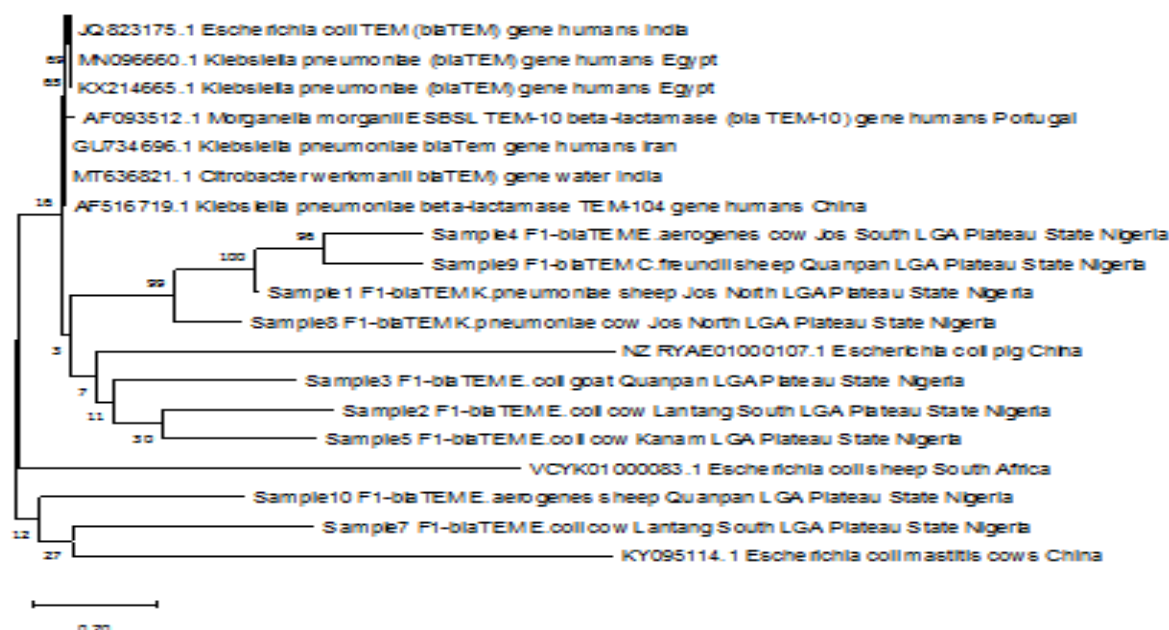 JQ823175.1 Escherichia coli TEM (blaTEM) gene humans India
69
MN096660.1 Klebsiella pneumoniae (blaTEM) gene humans Egypt
65
KX214665.1 Klebsiella pneumoniae (blaTEM) gene humans Egypt
AF093512.1 Morganella morganii ESBSL TEM-10 beta-lactamase (bla TEM-10) gene humans Portugal
GU734696.1 Klebsiella pneumoniae blaTem gene humans Iran
MT636821.1 Citrobacter werkmanii blaTEM) gene water India
16
AF516719.1 Klebsiella pneumoniae beta-lactamase TEM-104 gene humans China
98
Sample4 F1-blaTEM E.aerogenes cow Jos South LGA Plateau State Nigeria
100
Sample9 F1-blaTEM C.freundii sheep Quanpan LGA Plateau State Nigeria
99
Sample1 F1-blaTEM K.pneumoniae sheep Jos North LGA Plateau State Nigeria
Sample8 F1-blaTEM K.pneumoniae cow Jos North LGA Plateau State Nigeria
3
NZ RYAE01000107.1 Escherichia coli pig China
7
Sample3 F1-blaTEM E.coli goat Quanpan LGA Plateau State Nigeria
11
Sample2 F1-blaTEM E.coli cow Lantang South LGA Plateau State Nigeria
30
Sample5 F1-blaTEM E.coli cow Kanam LGA Plateau State Nigeria
VCYK01000083.1 Escherichia coli sheep South Africa
Sample10 F1-blaTEM E.aerogenes sheep Quanpan LGA Plateau State Nigeria
12
Sample7 F1-blaTEM E.coli cow Lantang South LGA Plateau State Nigeria
27
KY095114.1 Escherichia coli mastitis cows China
0.20